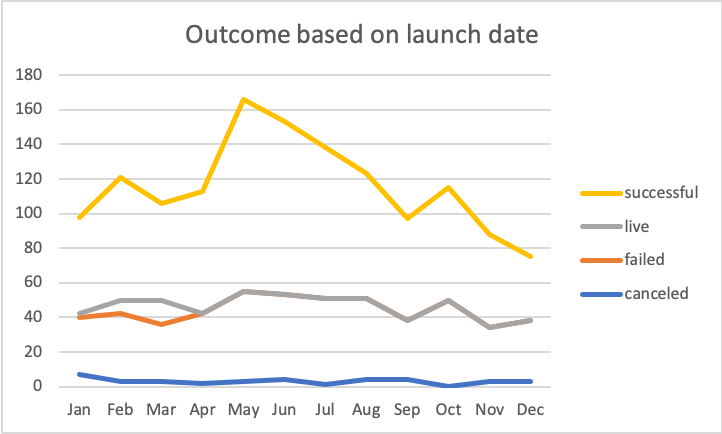 Outcome based on launch date
180
160
140
120
100
80
60
40
20
0
Jan Feb Mar Apr May Jun Jul Aug Sep Oct Nov Dec
successful
live
failed
canceled